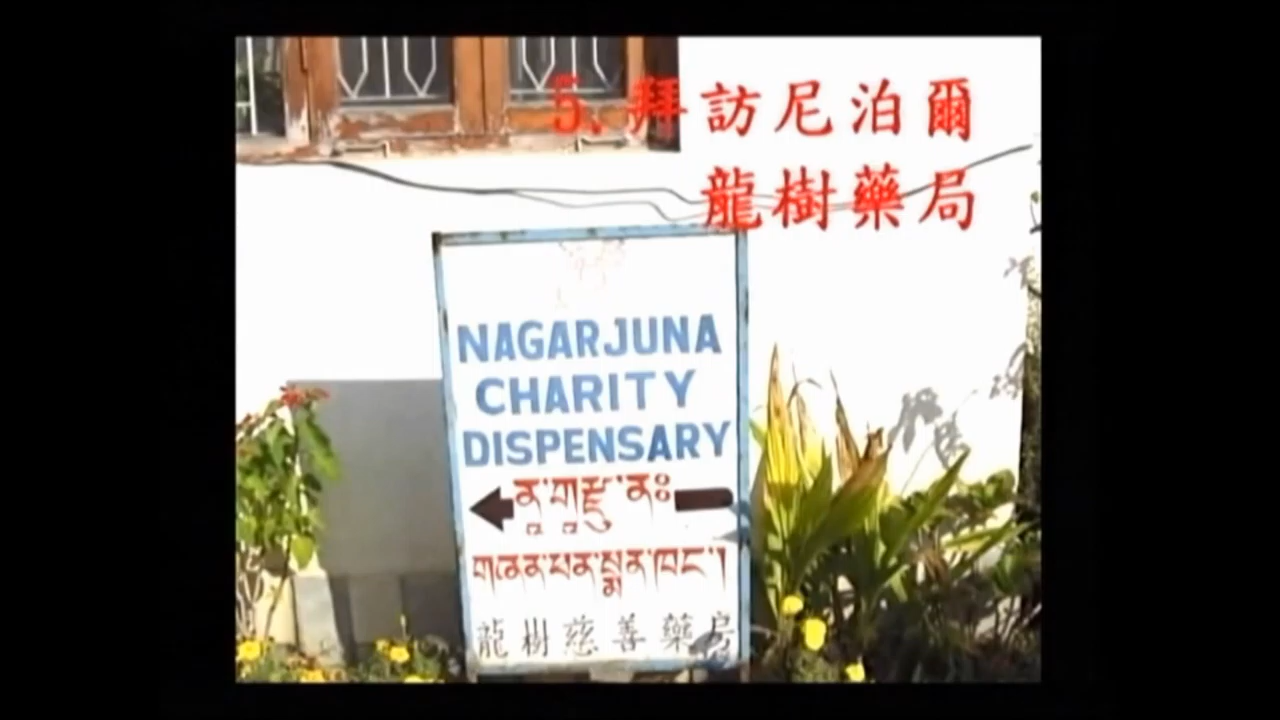 5.拜訪尼泊爾
龍樹藥局
NAGARJUNA
CHARITY
DISPENSARY
ནཱ་གཱ་རྫུ་ནཿ
གཞན་ཕན་སྨན་ཁང་།
龍樹慈善藥房